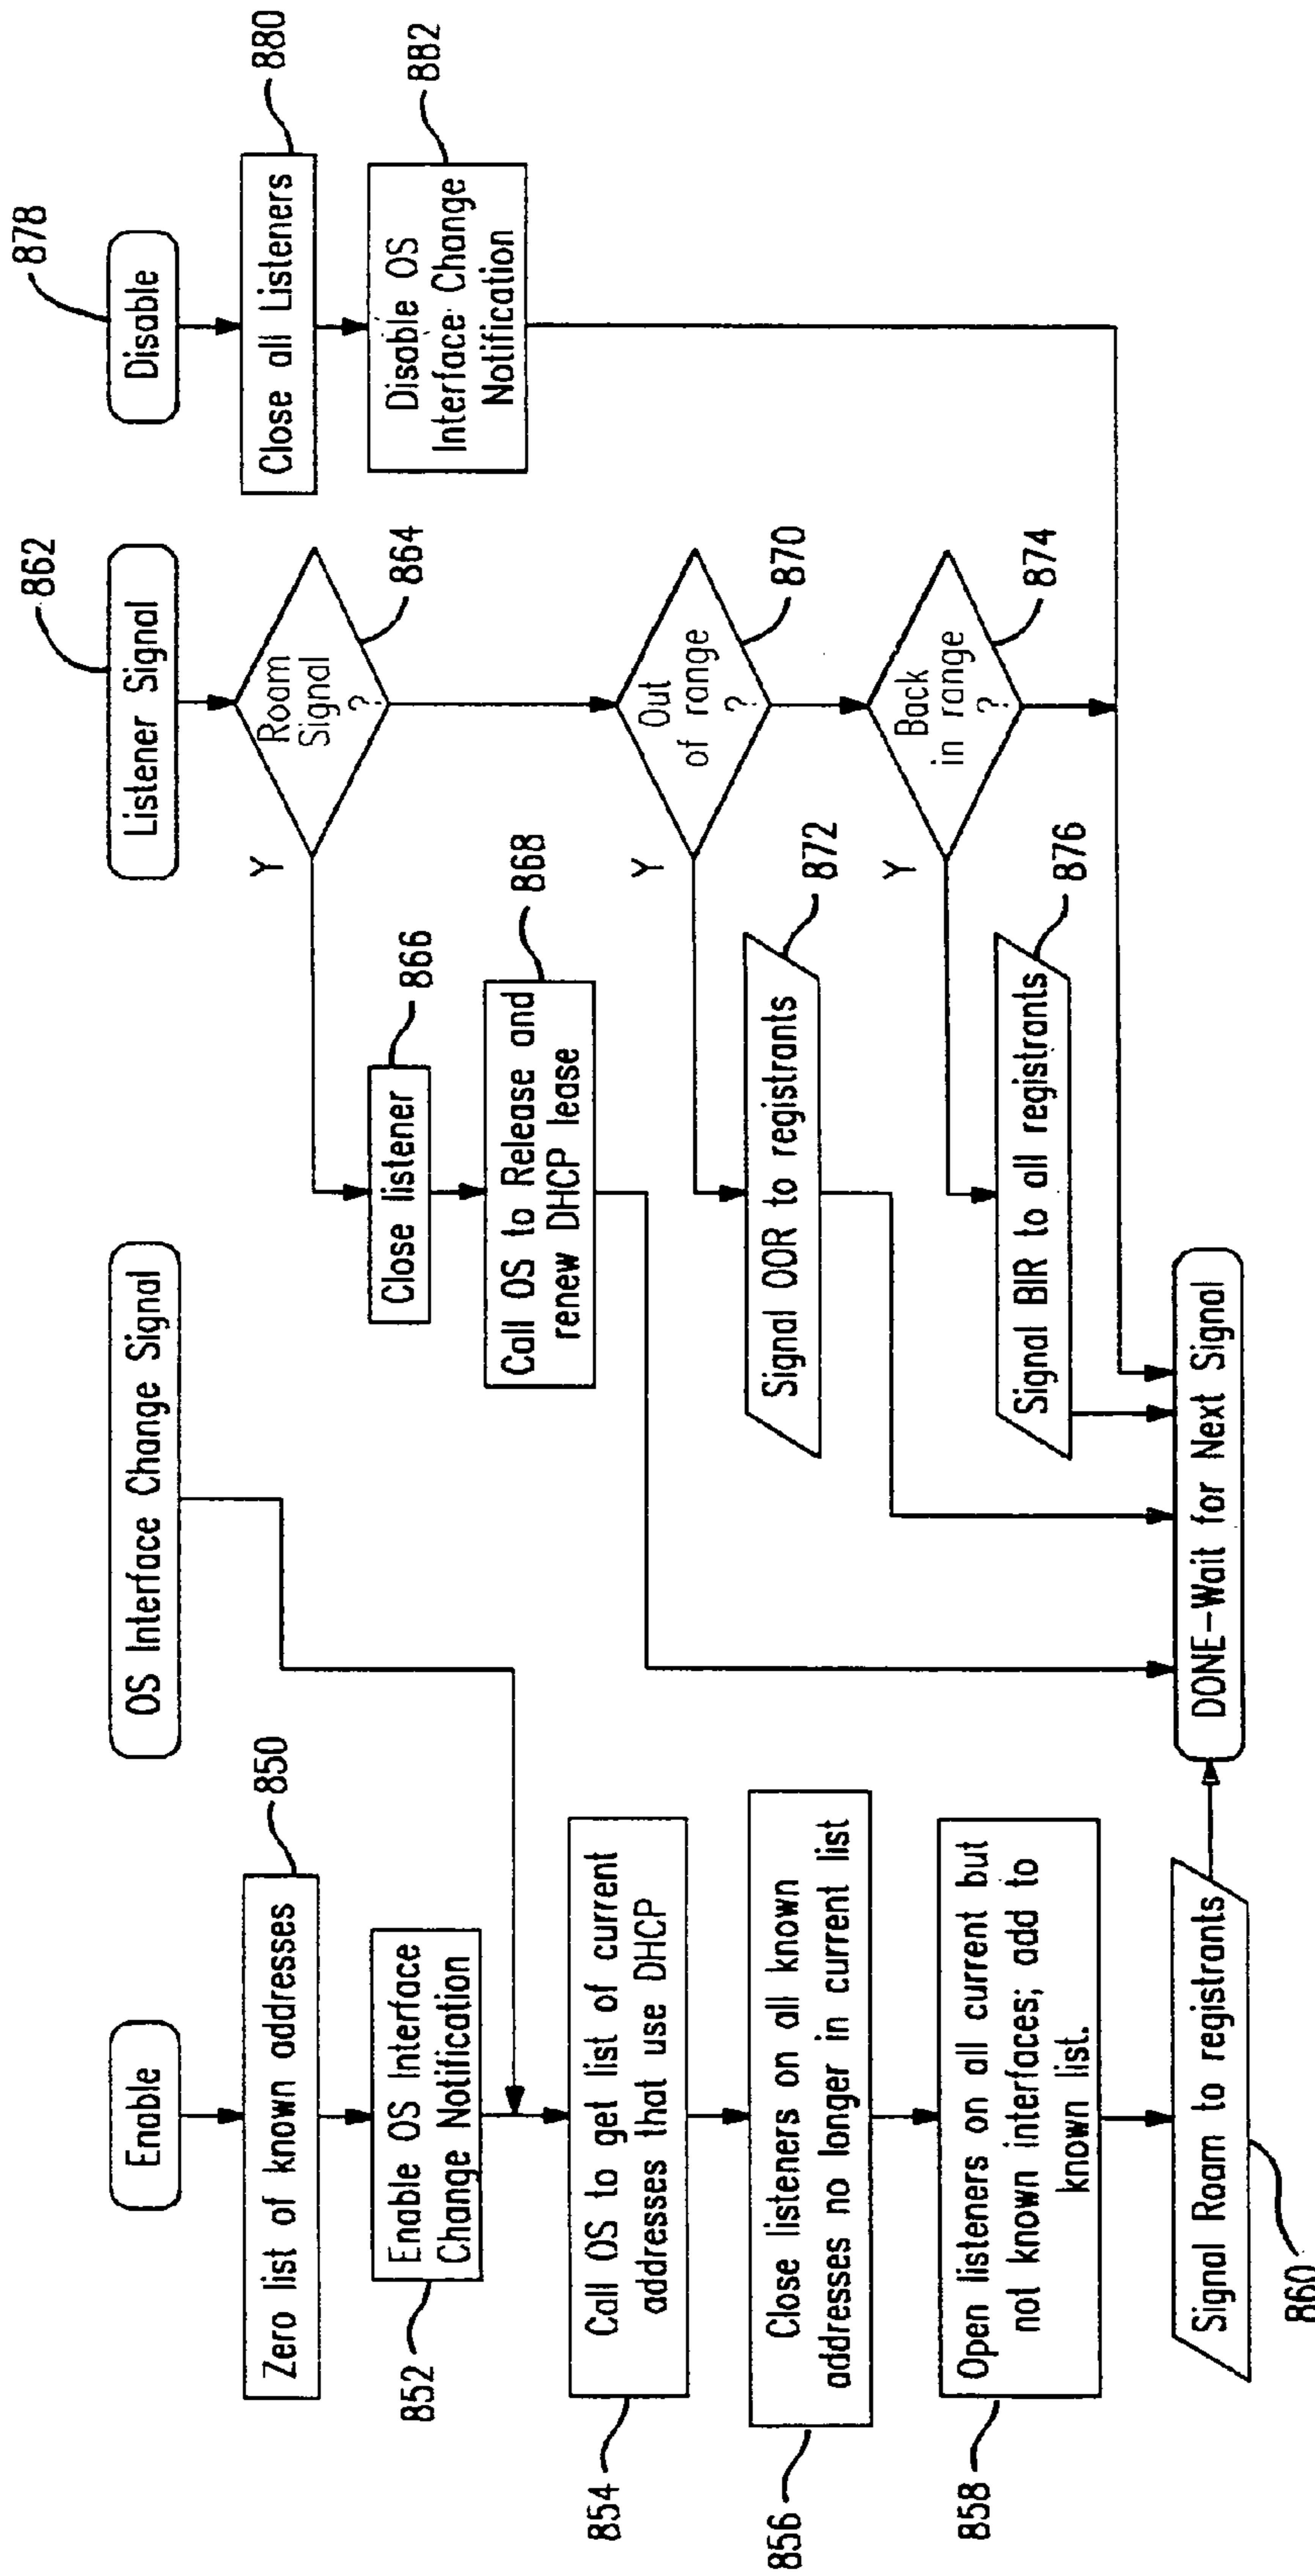 Enable
Zero list of known addresses
850
Enable OS Interface
Change Notification
852
Call OS to get list of current
addresses that use DHCP
854
Close listeners on all known
addresses no longer in current list
856
Open listeners on all current but
not known interfaces; add to
known list.
858
Signal Roam to registrants
860
OS Interface Change Signal
Listener Signal
862
Roam
Signal
?
864
Y
Close listener
866
Call OS to Release and
renew DHCP lease
868
Out
of range
?
870
Y
Signal OOR to registrants
872
Back
in range
?
874
Y
Signal BIR to all registrants
876
Disable
878
Close all Listeners
880
Disable OS
Interface Change
Notification
882
DONE-Wait for Next Signal